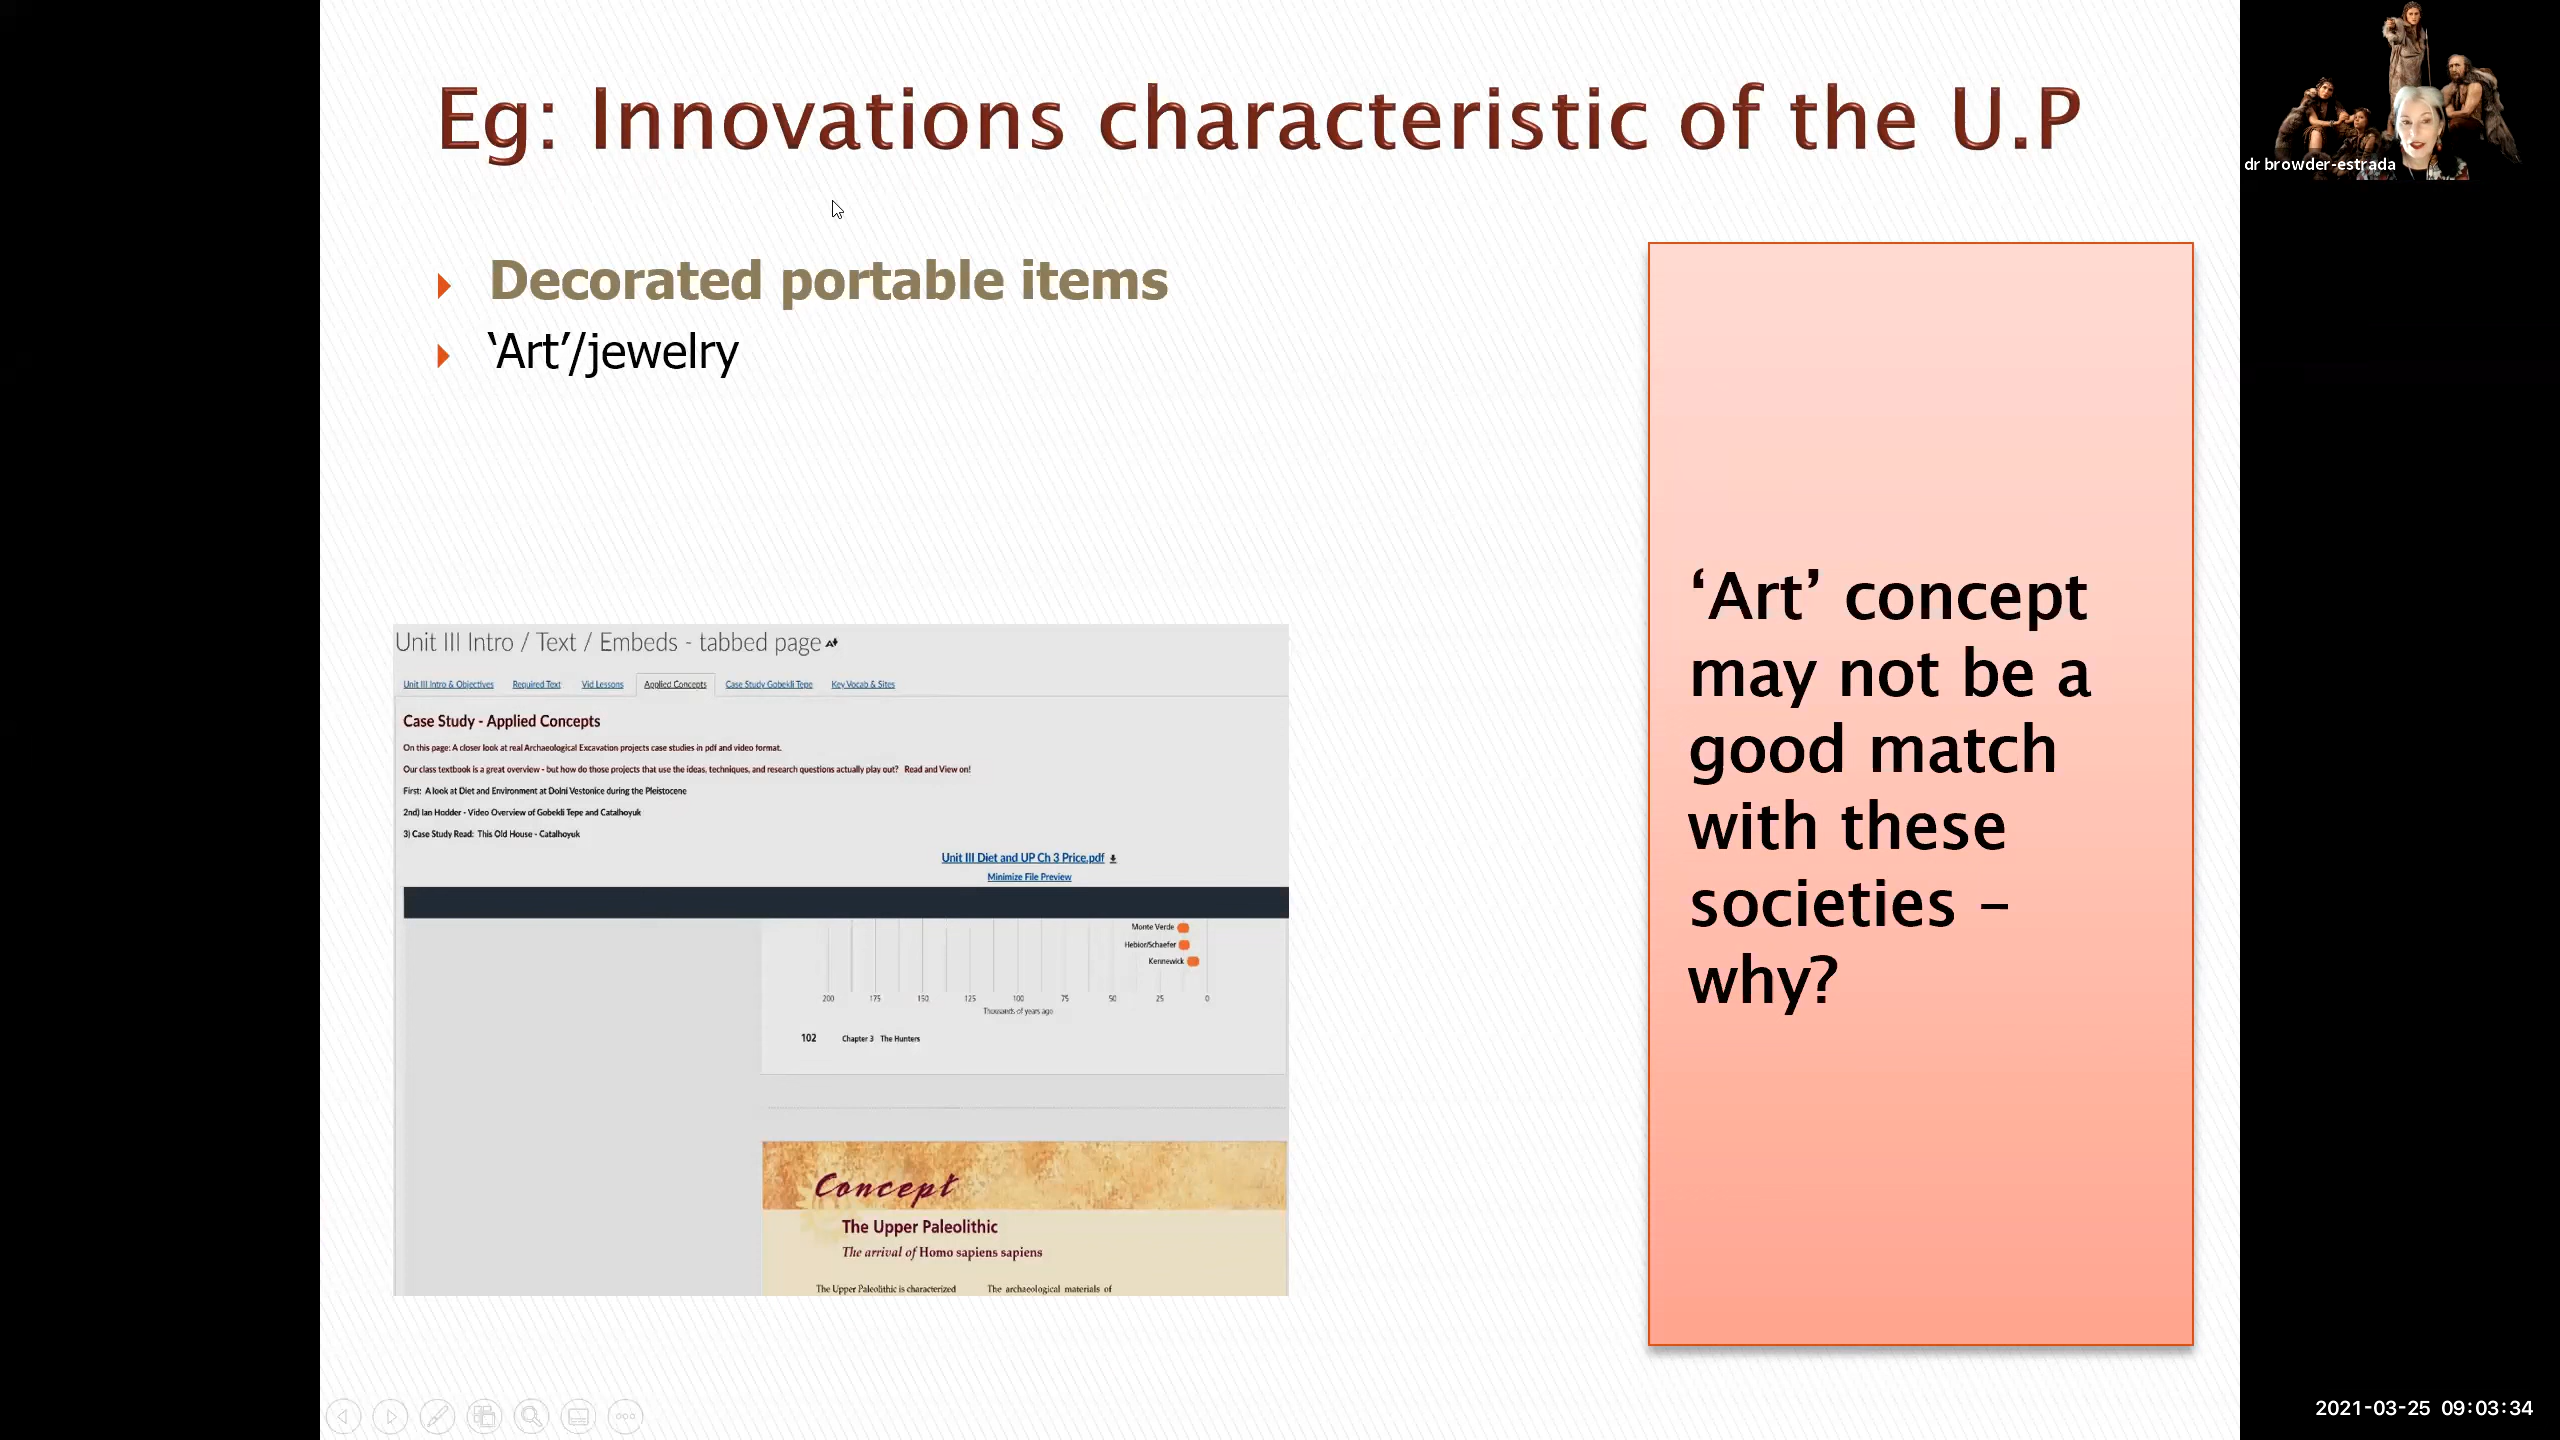 Eg: Innovations characteristic of the U.P
dr browder-estrada
Decorated portable items
‘Art’/jewelry
‘Art’ concept
may not be a
good match
with these
societies –
why?
Unit III Intro / Text / Embeds - tabbed page
Unit III Intro & Objectives Required Text Vid Lessons Applied Concepts Case Study Gobekli Tepe Key Vocab & Sites
Case Study - Applied Concepts
On this page: A closer look at real Archaeological Excavation projects case studies in pdf and video format.
Our class textbook is a great overview - but how do those projects that use the ideas, techniques, and research questions actually play out? Read and View on!
First: A look at Diet and Environment at Dolni Vestonice during the Pleistocene
2nd) Ian Hodder - Video Overview of Gobekli Tepe and Catalhoyuk
3) Case Study Read: This Old House - Catalhoyuk
Unit III Diet and UP Ch 3 Price.pdf
Minimize File Preview
Monte Verde
Hebior/Schaefer
Kennewick
200 175 150 125 100 75 50 25 0
Thousands of years ago
102 Chapter 3 The Hunters
Concept
The Upper Paleolithic
The arrival of Homo sapiens sapiens
The Upper Paleolithic is characterized The archaeological materials of
2021-03-25 09:03:34